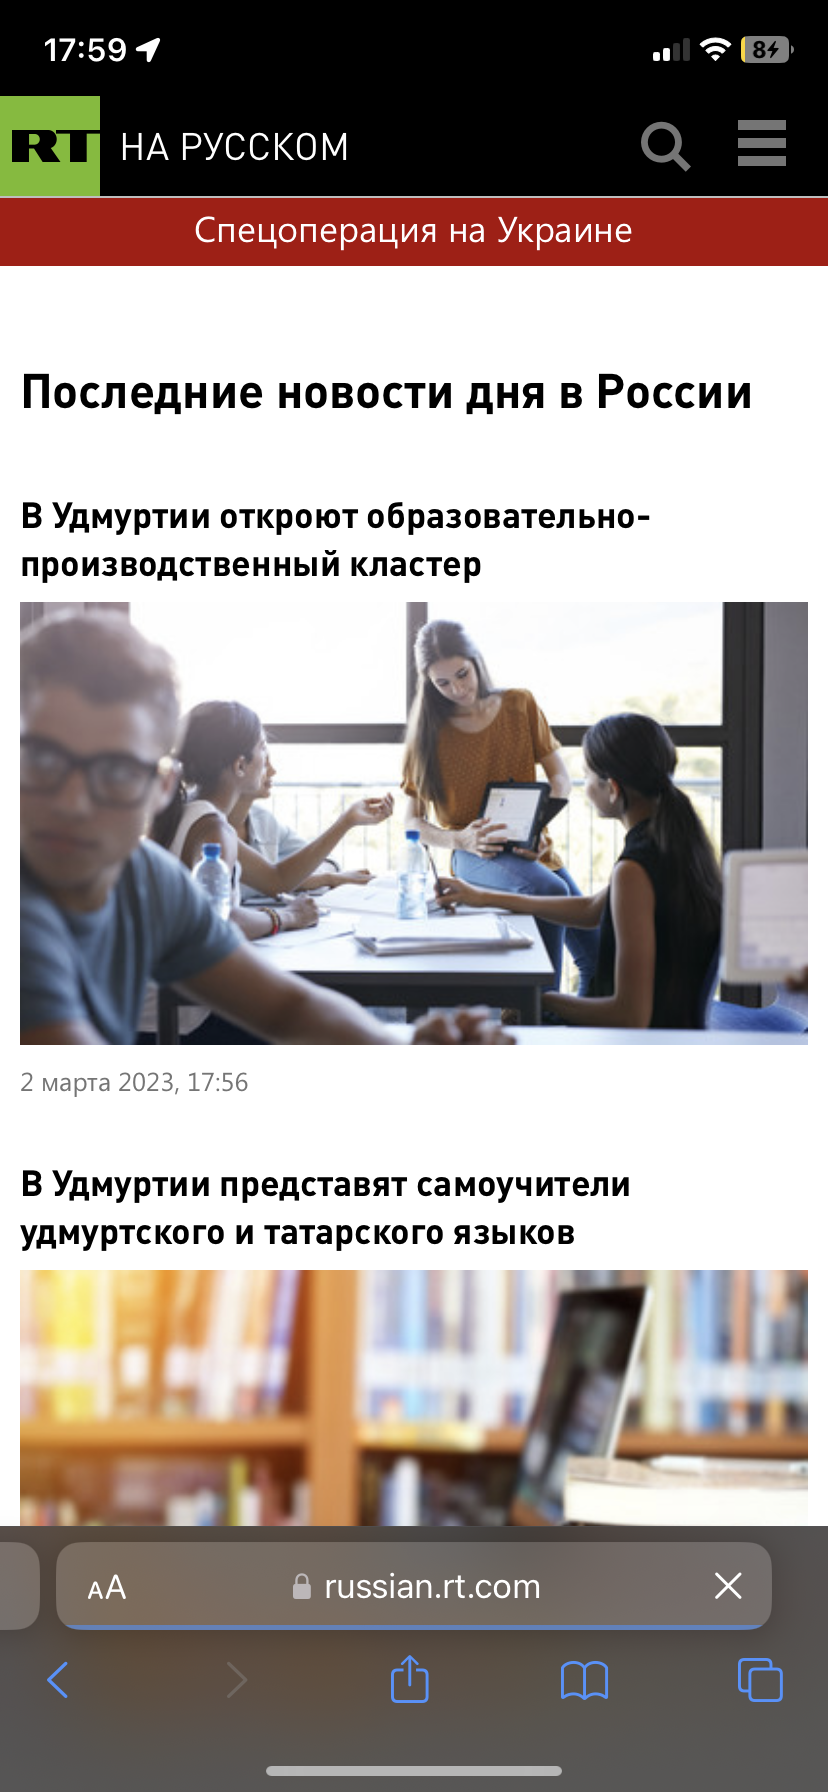 17:59
8
RT НА РУССКОМ
Спецоперация на Украине
Последние новости дня в России
В Удмуртии откроют образовательно-
производственный кластер
2 марта 2023, 17:56
В Удмуртии представят самоучители
удмуртского и татарского языков
AA russian.rt.com